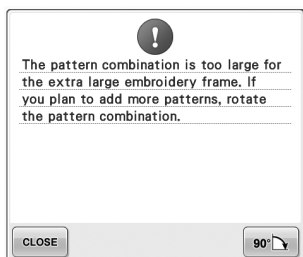 !
The pattern combination is too large for
the extra large embroidery frame. If
you plan to add more patterns, rotate
the pattern combination.
CLOSE
90°